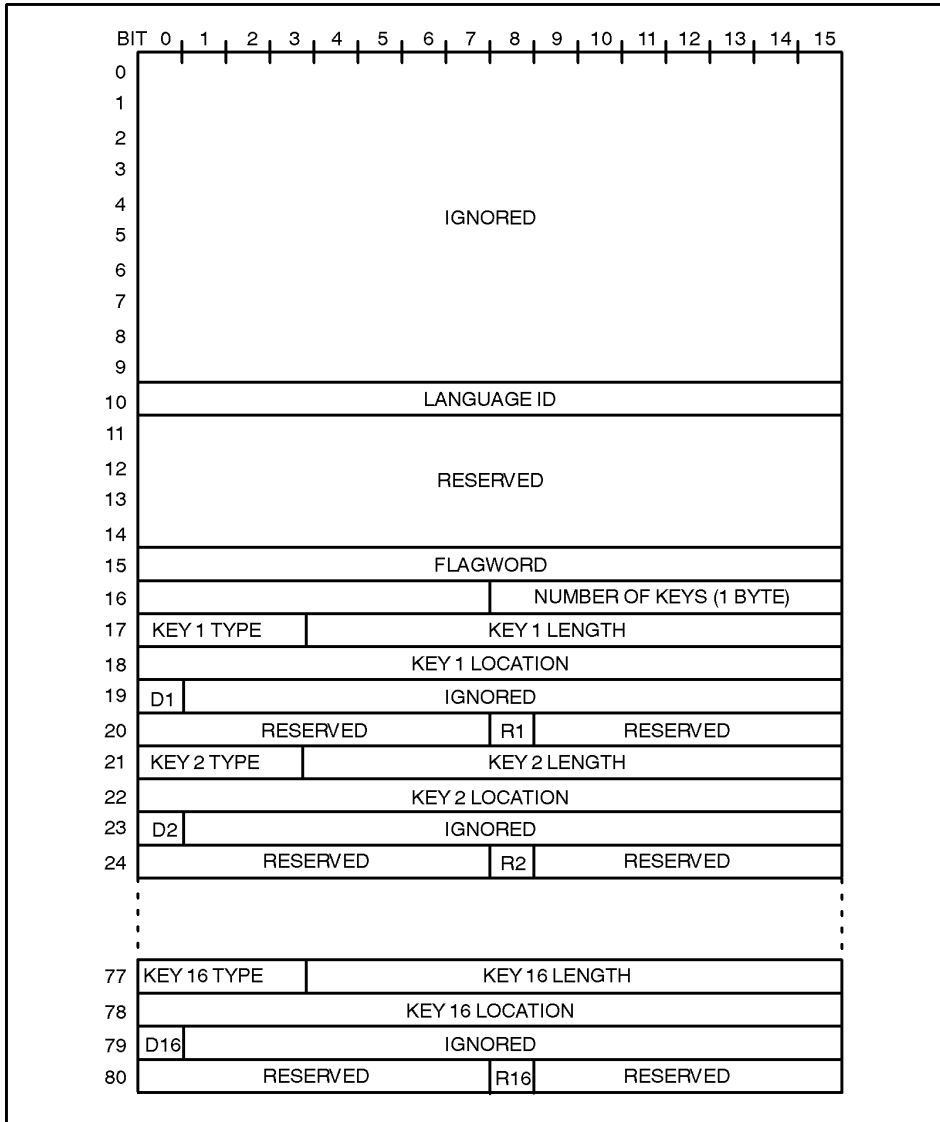 BIT 0 1 2 3 4 5 6 7 8 9 10 11 12 13 14 15
0
1
2
3
4
IGNORED
5
6
7
8
9
10 LANGUAGE ID
11
12
RESERVED
13
14
15 FLAGWORD
16 NUMBER OF KEYS (1 BYTE)
17 KEY 1 TYPE KEY 1 LENGTH
18 KEY 1 LOCATION
19 D1 IGNORED
20 RESERVED R1 RESERVED
21 KEY 2 TYPE KEY 2 LENGTH
22 KEY 2 LOCATION
23 D2 IGNORED
24 RESERVED R2 RESERVED
77 KEY 16 TYPE KEY 16 LENGTH
78 KEY 16 LOCATION
79 D16 IGNORED
80 RESERVED R16 RESERVED